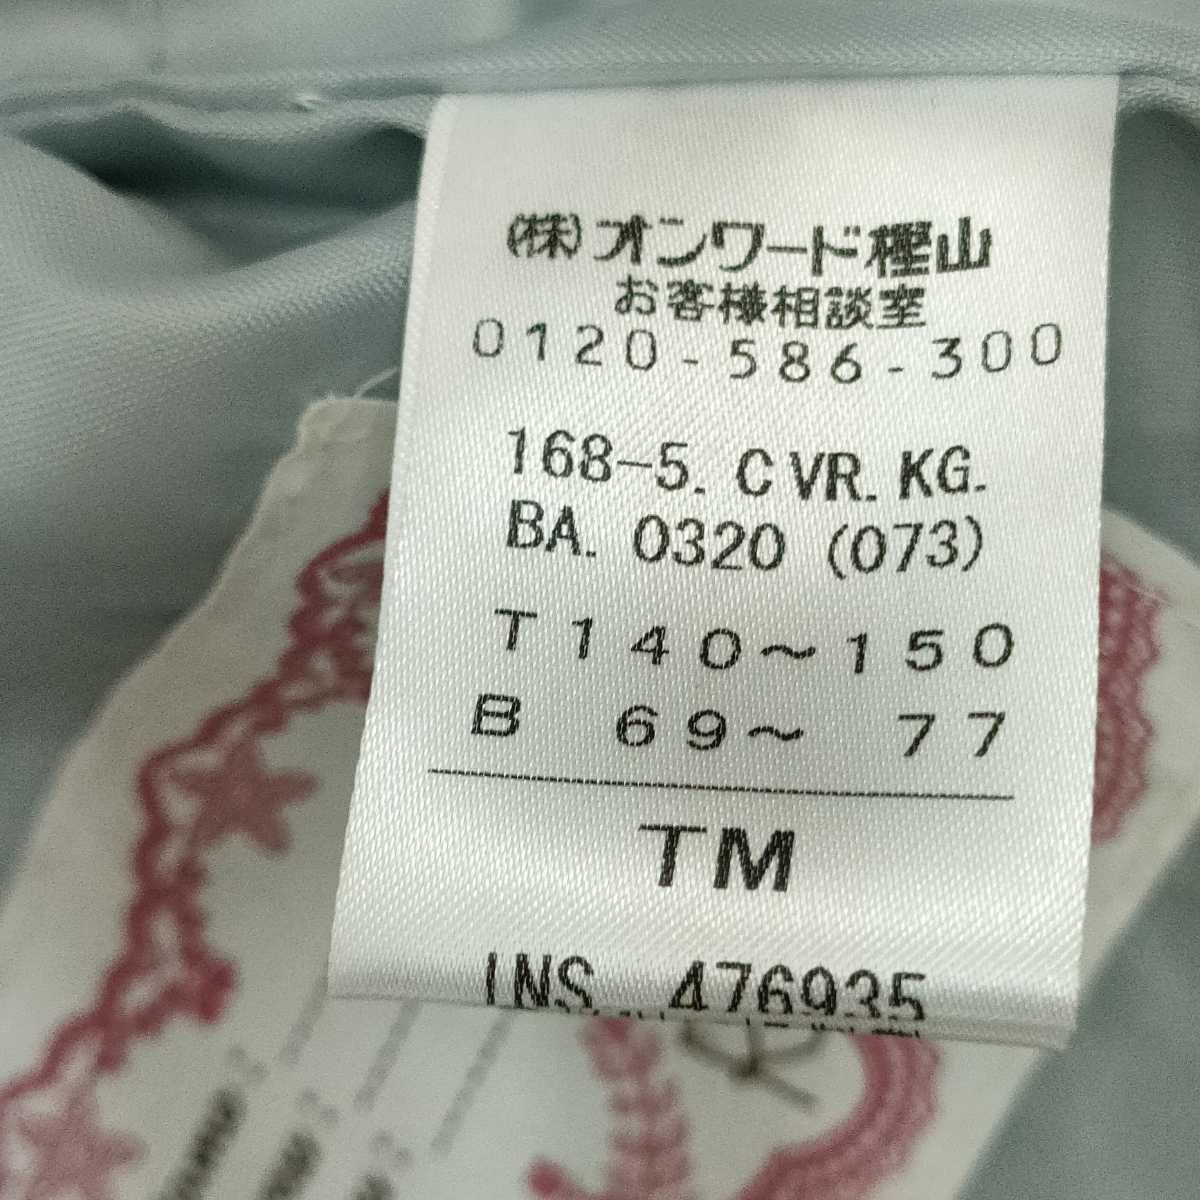 (株)オンワード樫山
お客様相談室
0120-586-300
168-5. C VR. KG.
BA. 0320 (073)
T140～150
B 69～ 77
TM
INS. 476935